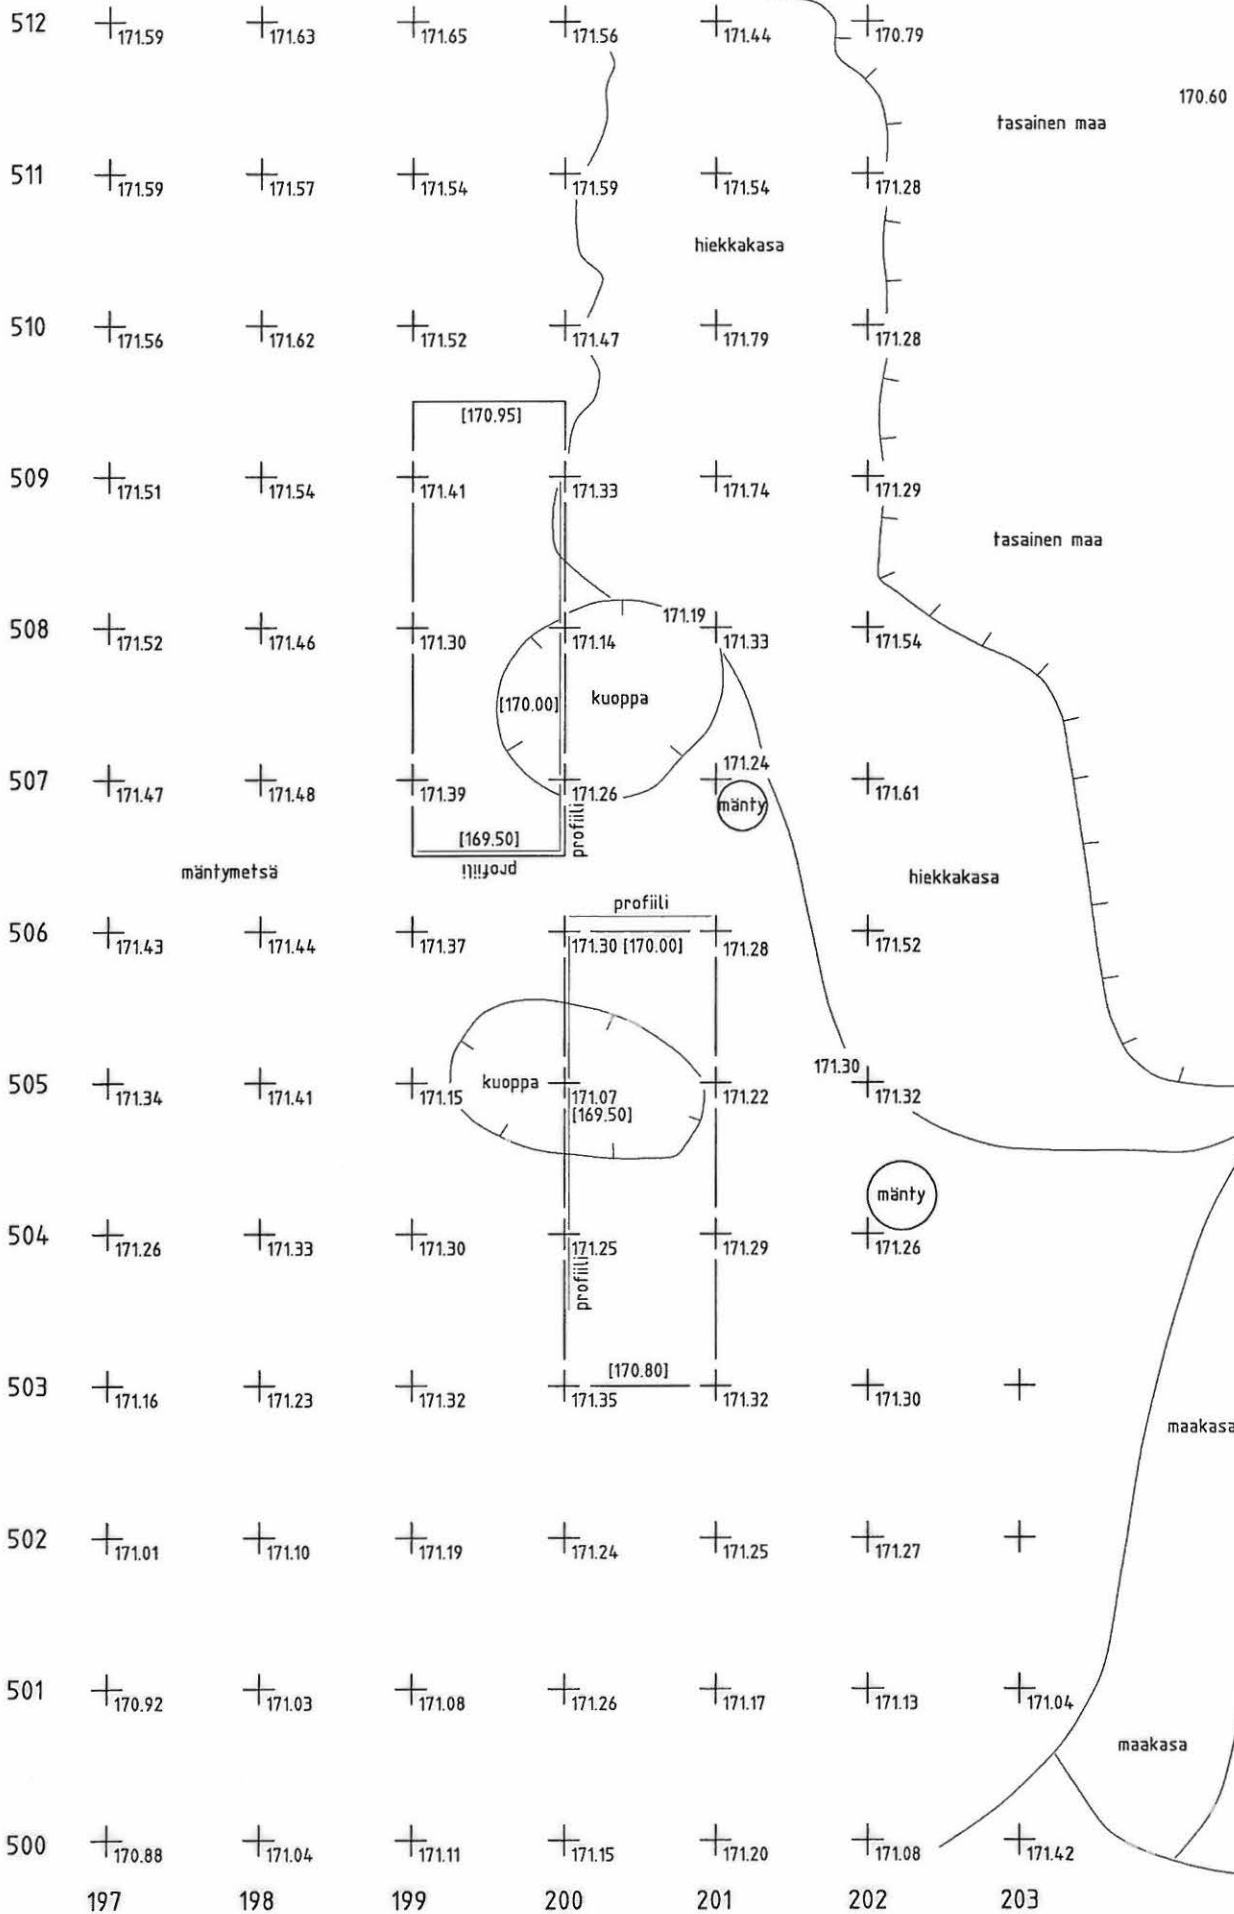 512 171.59 171.63 171.65 171.56 171.44 170.79
170.60
tasainen maa
511 171.59 171.57 171.54 171.59 171.54 171.28
hiekkakasa
510 171.56 171.62 171.52 171.47 171.79 171.28
[170.95]
509 171.51 171.54 171.41 171.33 171.74 171.29
tasainen maa
171.19
508 171.52 171.46 171.30 171.14 171.33 171.54
[170.00] kuoppa
171.24
507 171.47 171.48 171.39 171.26 171.61
mänty
profiili
[169.50]
profiili
mäntymetsä
hiekkakasa
profiili
506 171.43 171.44 171.37 171.30 [170.00] 171.28 171.52
171.30
kuoppa
505 171.34 171.41 171.15 171.07 171.22 171.32
[169.50]
mänty
504 171.26 171.33 171.30 171.25 171.29 171.26
profiili
[170.80]
503 171.16 171.23 171.32 171.35 171.32 171.30
maakasa
502 171.01 171.10 171.19 171.24 171.25 171.27
501 170.92 171.03 171.08 171.26 171.17 171.13 171.04
maakasa
500 170.88 171.04 171.11 171.15 171.20 171.08 171.42
197 198 199 200 201 202 203